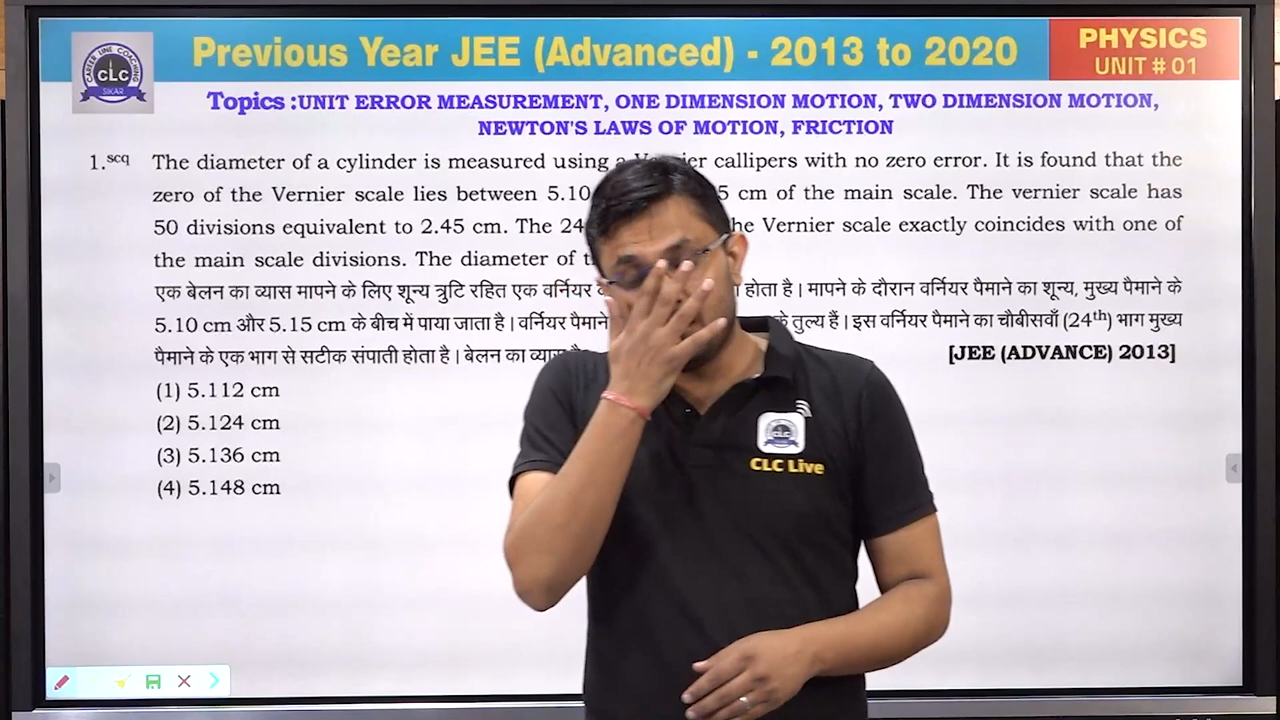 Previous Year JEE (Advanced) - 2013 to 2020
PHYSICS
UNIT # 01
CAREER LINE COACHING
CLC
SIKAR
Topics :UNIT ERROR MEASUREMENT, ONE DIMENSION MOTION, TWO DIMENSION MOTION,
NEWTON'S LAWS OF MOTION, FRICTION
1.scq The diameter of a cylinder is measured using a Vernier callipers with no zero error. It is found that the
zero of the Vernier scale lies between 5.10 5 cm of the main scale. The vernier scale has
50 divisions equivalent to 2.45 cm. The 24 the Vernier scale exactly coincides with one of
the main scale divisions. The diameter of
एक बेलन का व्यास मापने के लिए शून्य त्रुटि रहित एक वर्नियर होता है। मापने के दौरान वर्नियर पैमाने का शून्य, मुख्य पैमाने के
5.10 cm और 5.15 cm के बीच में पाया जाता है। वर्नियर पैमाने के तुल्य हैं। इस वर्नियर पैमाने का चौबीसवाँ (24th) भाग मुख्य
पैमाने के एक भाग से सटीक संपाती होता है। बेलन का व्यास [JEE (ADVANCE) 2013]
(1) 5.112 cm
(2) 5.124 cm
(3) 5.136 cm
(4) 5.148 cm
CLC
CLC Live